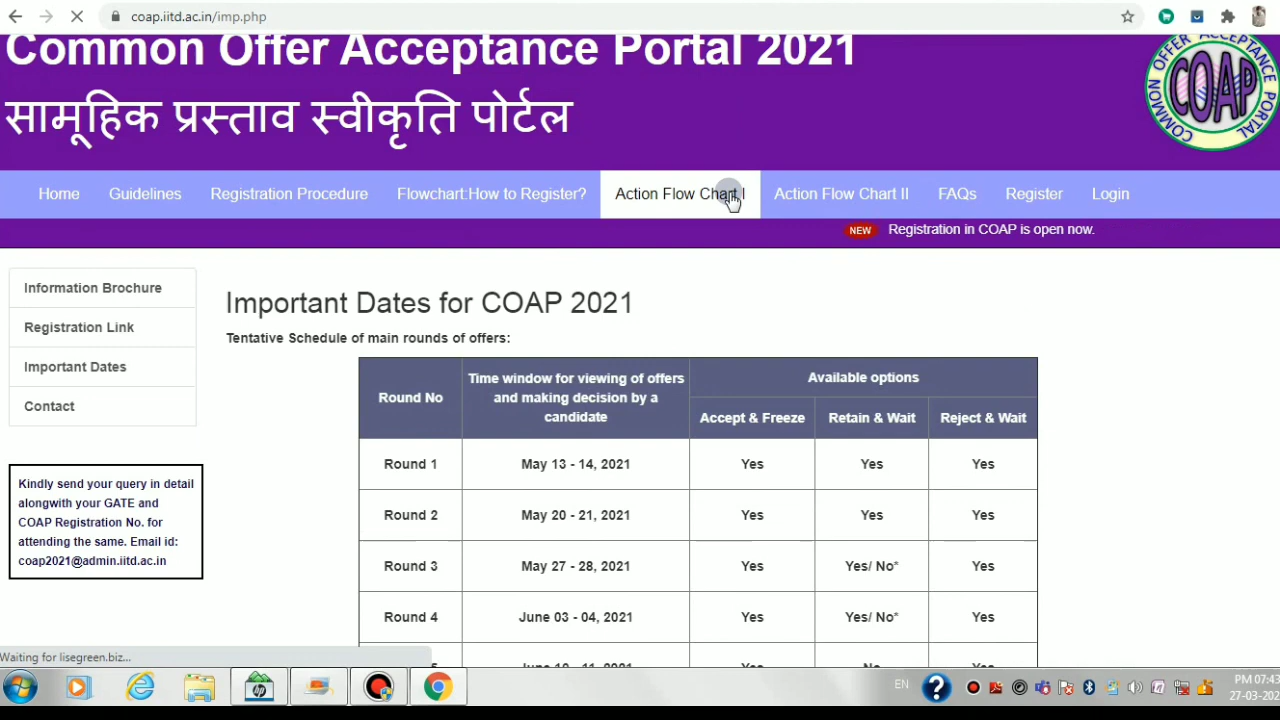 coap.iitd.ac.in/imp.php
Common Offer Acceptance Portal 2021
सामूहिक प्रस्ताव स्वीकृति पोर्टल
COMMON OFFER ACCEPTANCE PORTAL
COAP
Home Guidelines Registration Procedure Flowchart:How to Register? Action Flow Chart I Action Flow Chart II FAQs Register Login
NEW Registration in COAP is open now.
Information Brochure
Registration Link
Important Dates
Contact
Kindly send your query in detail
alongwith your GATE and
COAP Registration No. for
attending the same. Email id:
coap2021@admin.iitd.ac.in
Important Dates for COAP 2021
Tentative Schedule of main rounds of offers:
Round No
Time window for viewing of offers
and making decision by a
candidate
Available options
Accept & Freeze Retain & Wait Reject & Wait
Round 1 May 13 - 14, 2021 Yes Yes Yes
Round 2 May 20 - 21, 2021 Yes Yes Yes
Round 3 May 27 - 28, 2021 Yes Yes/ No* Yes
Round 4 June 03 - 04, 2021 Yes Yes/ No* Yes
Waiting for lisegreen.biz...
EN
PM 07:43
27-03-202